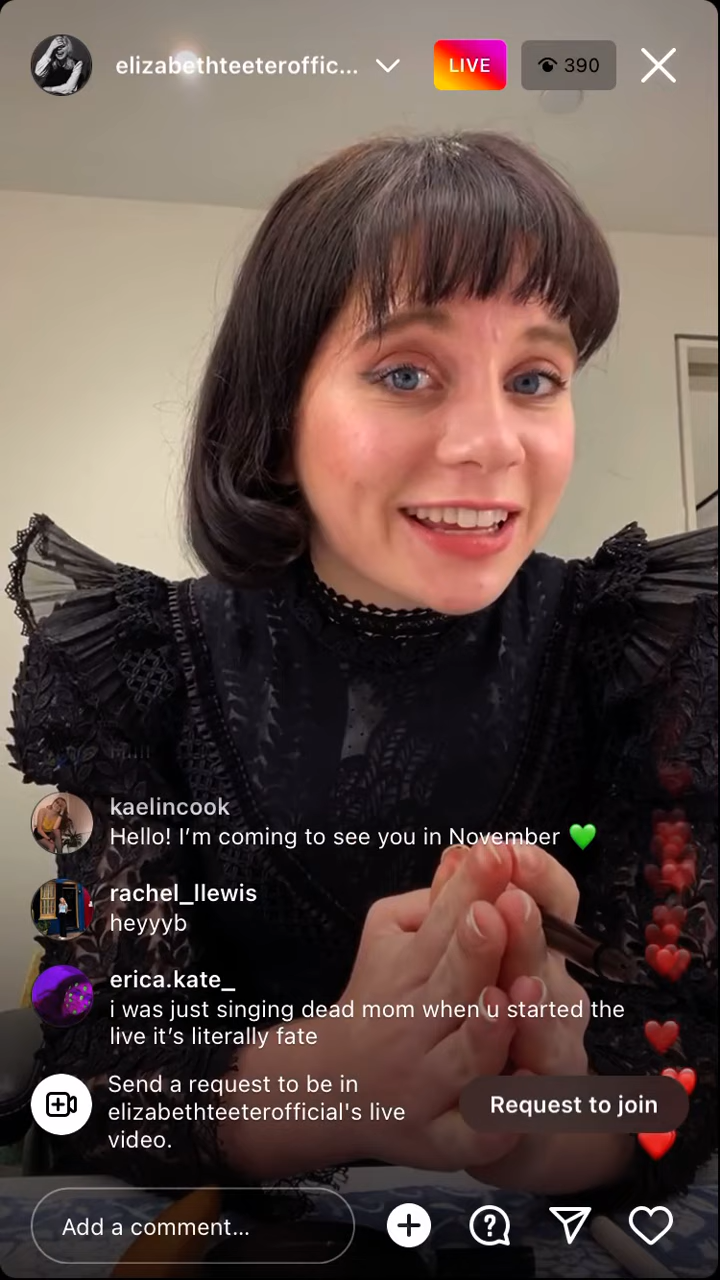 elizabethteeteroffic...
LIVE
390
kaelincook
Hello! I’m coming to see you in November 💚
rachel_llewis
heyyyb
erica.kate_
i was just singing dead mom when u started the
live it’s literally fate
Send a request to be in
elizabethteeterofficial's live
video.
Request to join
Add a comment...